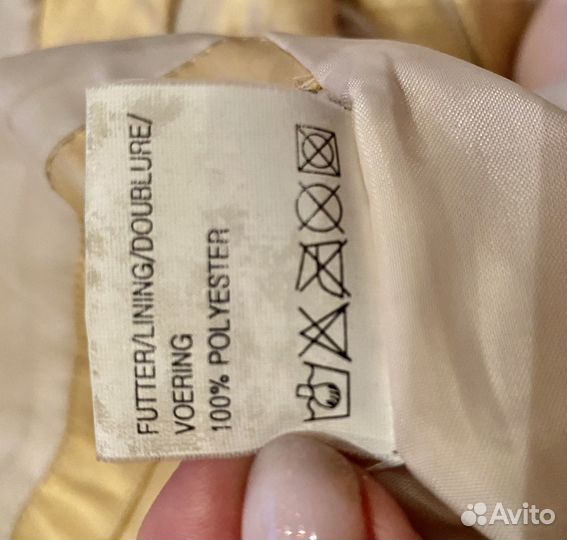 FUTTER/LINING/DOUBLURE/
VOERING
100% POLYESTER
Avito